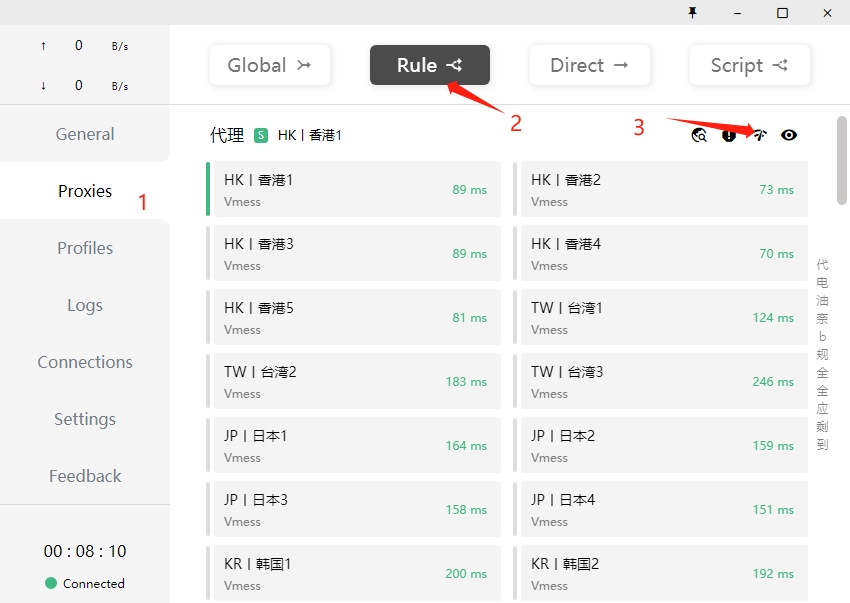 ↑ 0 B/s
↓ 0 B/s
Global
Rule
Direct
Script
2
General
代理 S HK丨香港1
3
Proxies
1
HK丨香港1
Vmess
89 ms
HK丨香港2
Vmess
73 ms
Profiles
HK丨香港3
Vmess
89 ms
HK丨香港4
Vmess
70 ms
Logs
HK丨香港5
Vmess
81 ms
TW丨台湾1
Vmess
124 ms
Connections
TW丨台湾2
Vmess
183 ms
TW丨台湾3
Vmess
246 ms
Settings
JP丨日本1
Vmess
164 ms
JP丨日本2
Vmess
159 ms
Feedback
JP丨日本3
Vmess
158 ms
JP丨日本4
Vmess
151 ms
KR丨韩国1
Vmess
200 ms
KR丨韩国2
Vmess
192 ms
00 : 08 : 10
Connected
代
电
油
奈
b
规
全
全
应
剩
到